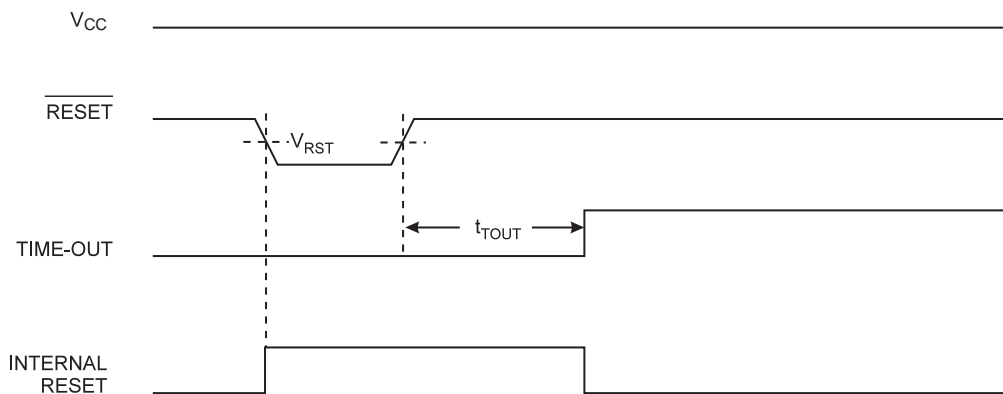 VCC
RESET
VRST
tTOUT
TIME-OUT
INTERNAL
RESET